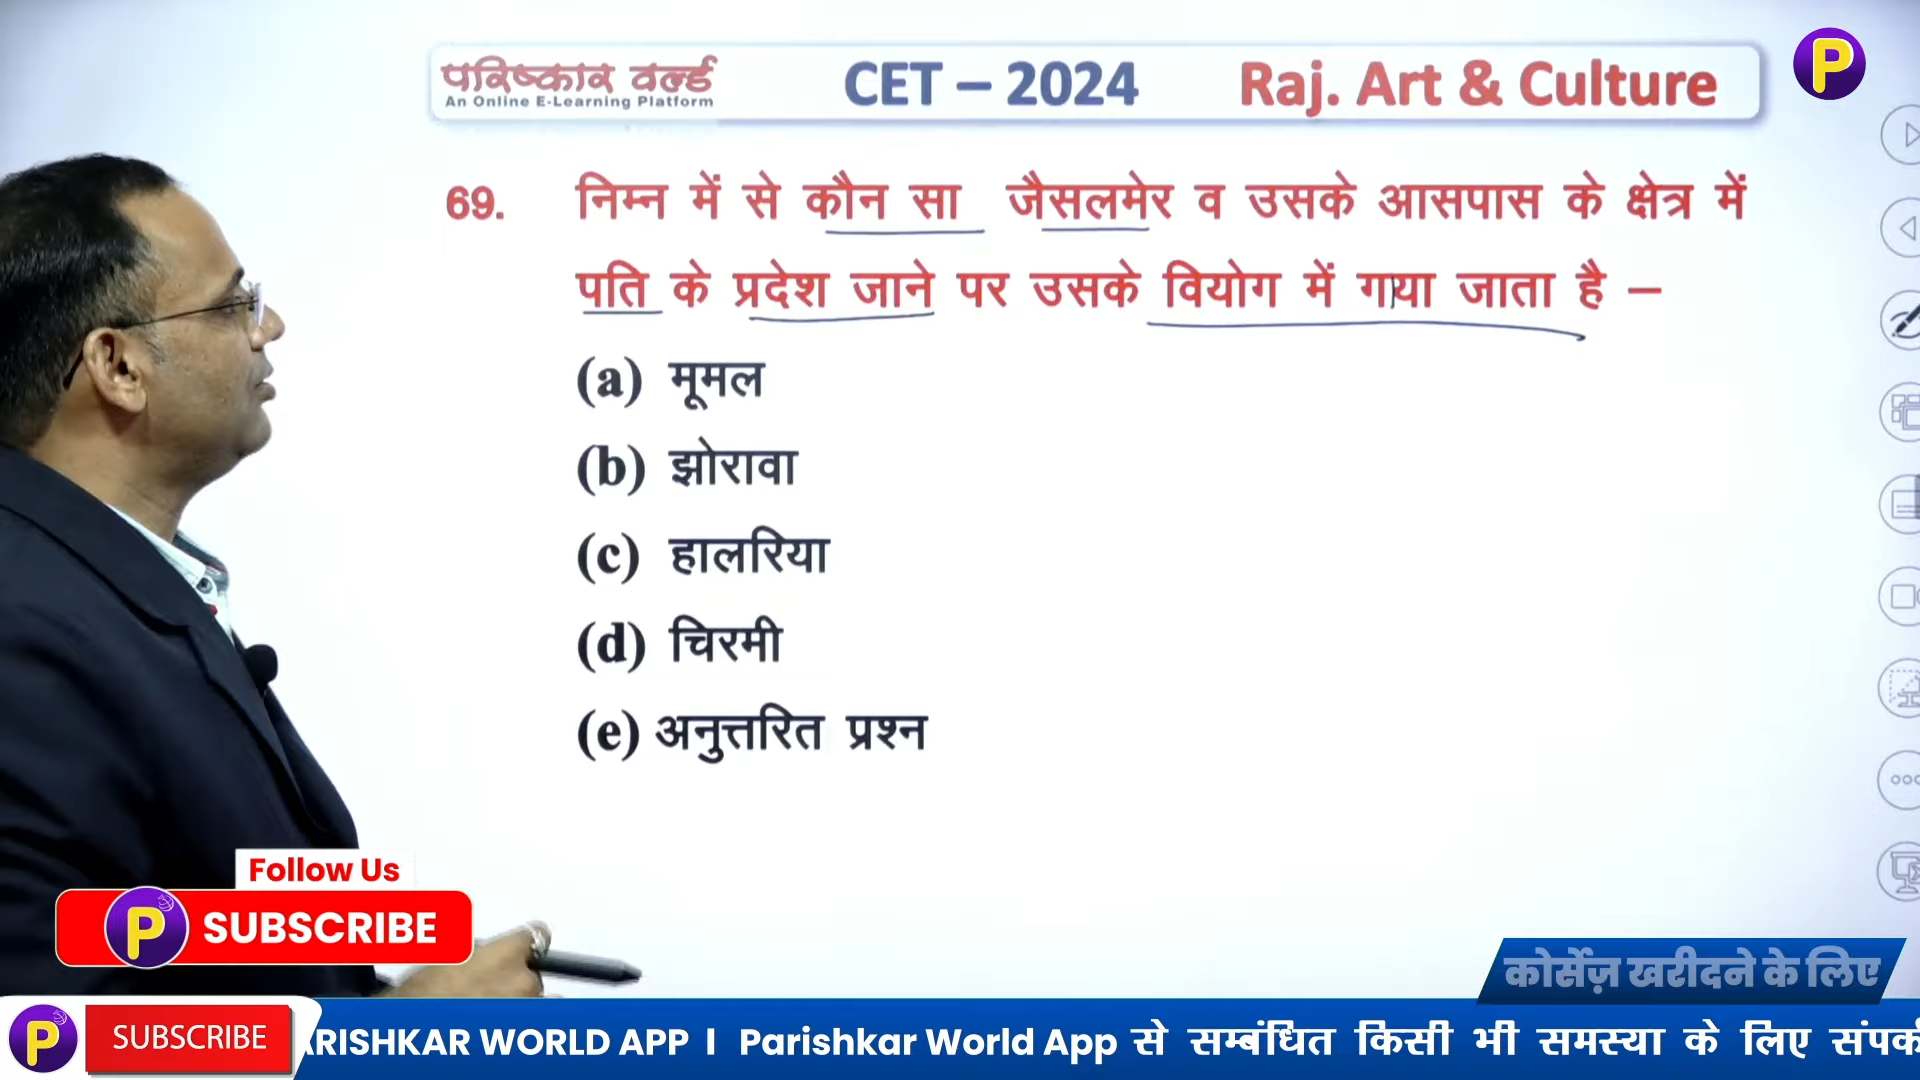 परिष्कार वर्ल्ड
An Online E-Learning Platform
CET – 2024
Raj. Art & Culture
P
69. निम्न में से कौन सा जैसलमेर व उसके आसपास के क्षेत्र में
पति के प्रदेश जाने पर उसके वियोग में गया जाता है –
(a) मूमल
(b) झोरावा
(c) हालरिया
(d) चिरमी
(e) अनुत्तरित प्रश्न
Follow Us
P SUBSCRIBE
कोर्सेज़ खरीदने के लिए
P SUBSCRIBE ARISHKAR WORLD APP । Parishkar World App से सम्बंधित किसी भी समस्या के लिए संपर्क